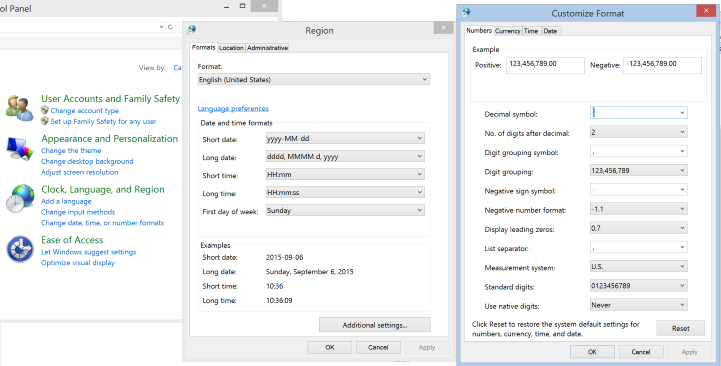 ol Panel
View by:
Ca
User Accounts and Family Safety
Change account type
Set up Family Safety for any user
Appearance and Personalization
Change the theme
Change desktop background
Adjust screen resolution
Clock, Language, and Region
Add a language
Change input methods
Change date, time, or number formats
Ease of Access
Let Windows suggest settings
Optimize visual display
Region
Formats Location Administrative
Format:
English (United States)
Language preferences
Date and time formats
Short date: yyyy-MM-dd
Long date: dddd, MMMM d, yyyy
Short time: HH:mm
Long time: HH:mm:ss
First day of week: Sunday
Examples
Short date: 2015-09-06
Long date: Sunday, September 6, 2015
Short time: 10:36
Long time: 10:36:09
Additional settings...
OK Cancel Apply
Customize Format
Numbers Currency Time Date
Example
Positive: 123,456,789.00 Negative: -123,456,789.00
Decimal symbol:
No. of digits after decimal: 2
Digit grouping symbol: ,
Digit grouping: 123,456,789
Negative sign symbol: -
Negative number format: -1.1
Display leading zeros: 0.7
List separator: ,
Measurement system: U.S.
Standard digits: 0123456789
Use native digits: Never
Click Reset to restore the system default settings for
numbers, currency, time, and date.
Reset
OK Cancel Apply